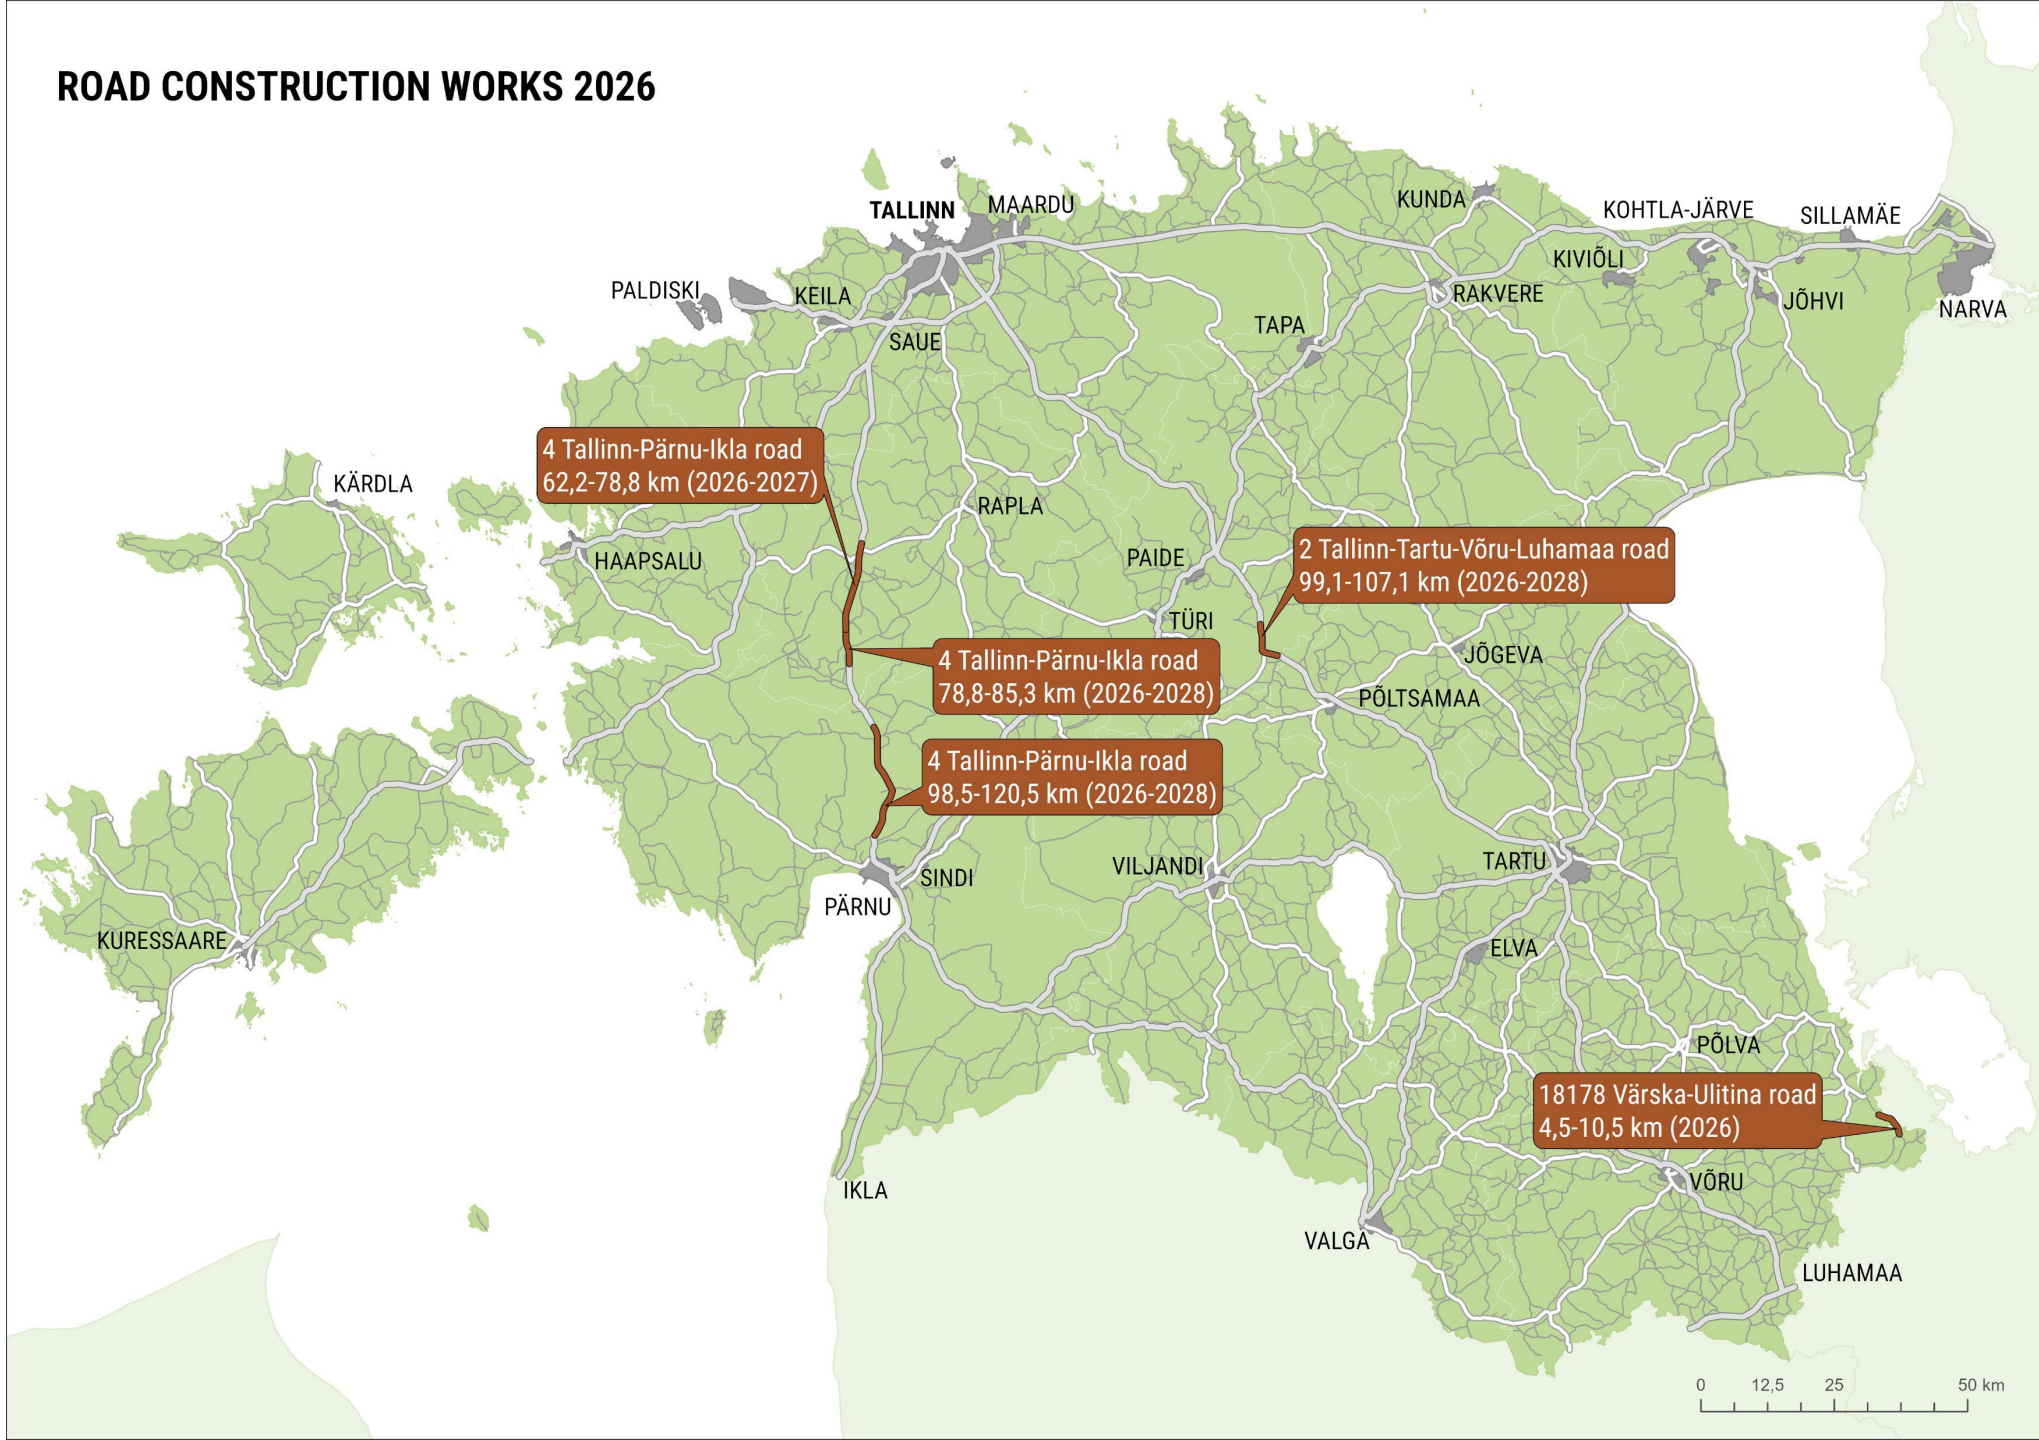 ROAD CONSTRUCTION WORKS 2026
TALLINN
MAARDU
KUNDA
KOHTLA-JÄRVE
SILLAMÄE
PALDISKI
KEILA
KIVIÕLI
RAKVERE
JÕHVI
NARVA
SAUE
TAPA
4 Tallinn-Pärnu-Ikla road
62,2-78,8 km (2026-2027)
KÄRDLA
RAPLA
HAAPSALU
PAIDE
2 Tallinn-Tartu-Võru-Luhamaa road
99,1-107,1 km (2026-2028)
TÜRI
4 Tallinn-Pärnu-Ikla road
78,8-85,3 km (2026-2028)
JÕGEVA
PÕLTSAMAA
4 Tallinn-Pärnu-Ikla road
98,5-120,5 km (2026-2028)
SINDI
VILJANDI
TARTU
PÄRNU
KURESSAARE
ELVA
PÕLVA
18178 Värska-Ulitina road
4,5-10,5 km (2026)
IKLA
VÕRU
VALGA
LUHAMAA
0 12,5 25 50 km